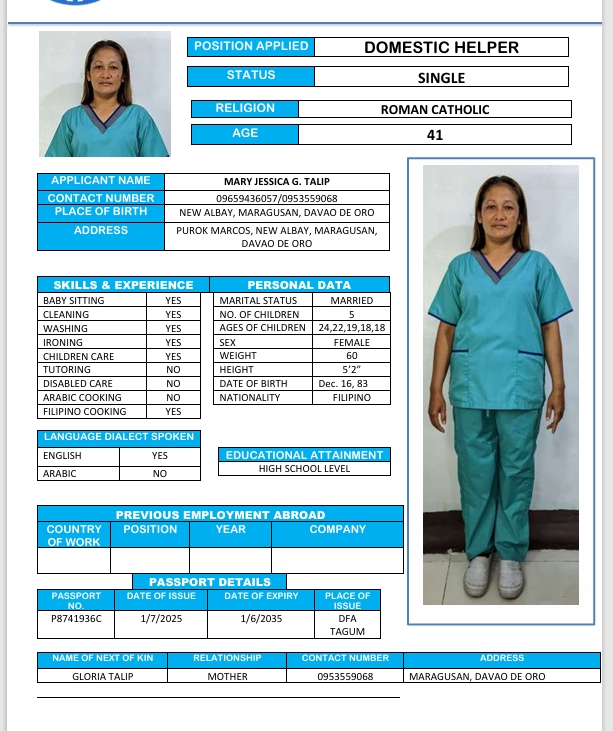 POSITION APPLIED DOMESTIC HELPER
STATUS SINGLE
RELIGION ROMAN CATHOLIC
AGE 41
APPLICANT NAME MARY JESSICA G. TALIP
CONTACT NUMBER 09659436057/0953559068
PLACE OF BIRTH NEW ALBAY, MARAGUSAN, DAVAO DE ORO
ADDRESS PUROK MARCOS, NEW ALBAY, MARAGUSAN,
DAVAO DE ORO
SKILLS & EXPERIENCE
BABY SITTING YES
CLEANING YES
WASHING YES
IRONING YES
CHILDREN CARE YES
TUTORING NO
DISABLED CARE NO
ARABIC COOKING NO
FILIPINO COOKING YES
PERSONAL DATA
MARITAL STATUS MARRIED
NO. OF CHILDREN 5
AGES OF CHILDREN 24,22,19,18,18
SEX FEMALE
WEIGHT 60
HEIGHT 5’2”
DATE OF BIRTH Dec. 16, 83
NATIONALITY FILIPINO
LANGUAGE DIALECT SPOKEN
ENGLISH YES
ARABIC NO
EDUCATIONAL ATTAINMENT
HIGH SCHOOL LEVEL
PREVIOUS EMPLOYMENT ABROAD
COUNTRY OF WORK POSITION YEAR COMPANY
PASSPORT DETAILS
PASSPORT NO. DATE OF ISSUE DATE OF EXPIRY PLACE OF ISSUE
P8741936C 1/7/2025 1/6/2035 DFA TAGUM
NAME OF NEXT OF KIN RELATIONSHIP CONTACT NUMBER ADDRESS
GLORIA TALIP MOTHER 0953559068 MARAGUSAN, DAVAO DE ORO